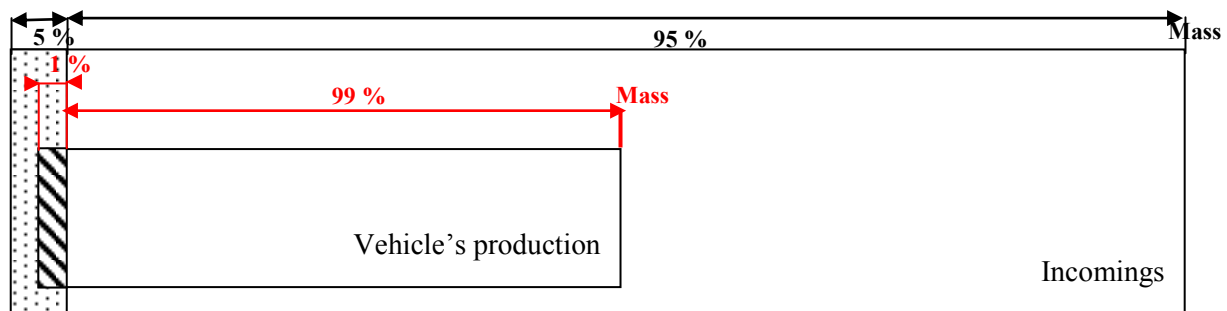 5 %
95 %
Mass
1 %
99 %
Mass
Vehicle’s production
Incomings